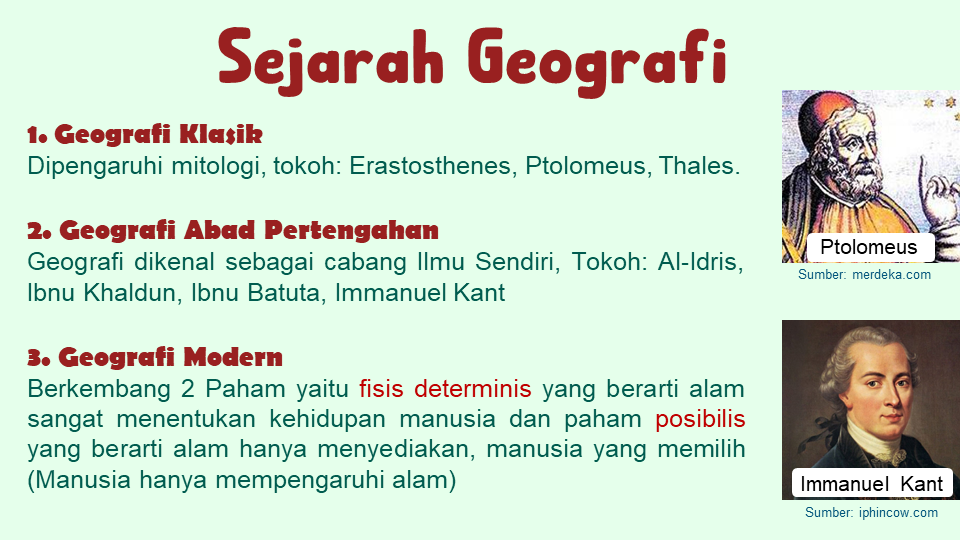 Sejarah Geografi
1. Geografi Klasik
Dipengaruhi mitologi, tokoh: Erastosthenes, Ptolomeus, Thales.
2. Geografi Abad Pertengahan
Geografi dikenal sebagai cabang Ilmu Sendiri, Tokoh: Al-Idris,
Ibnu Khaldun, Ibnu Batuta, Immanuel Kant
3. Geografi Modern
Berkembang 2 Paham yaitu fisis determinis yang berarti alam
sangat menentukan kehidupan manusia dan paham posibilis
yang berarti alam hanya menyediakan, manusia yang memilih
(Manusia hanya mempengaruhi alam)
Ptolomeus
Sumber: merdeka.com
Immanuel Kant
Sumber: iphincow.com